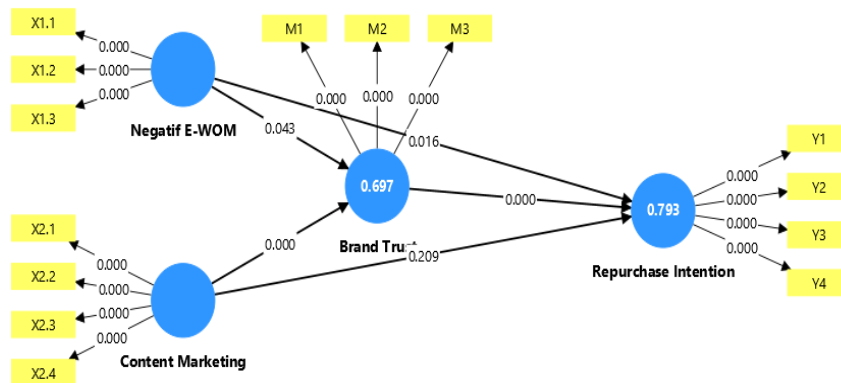 X1.1
X1.2
X1.3
0.000
0.000
0.000
Negatif E-WOM
M1
M2
M3
0.000
0.000
0.000
0.043
0.016
0.697
Brand
0.000
0.000
0.209
X2.1
X2.2
X2.3
X2.4
0.000
0.000
0.000
0.000
Content Marketing
0.793
Repurchase Intention
0.000
0.000
0.000
0.000
Y1
Y2
Y3
Y4